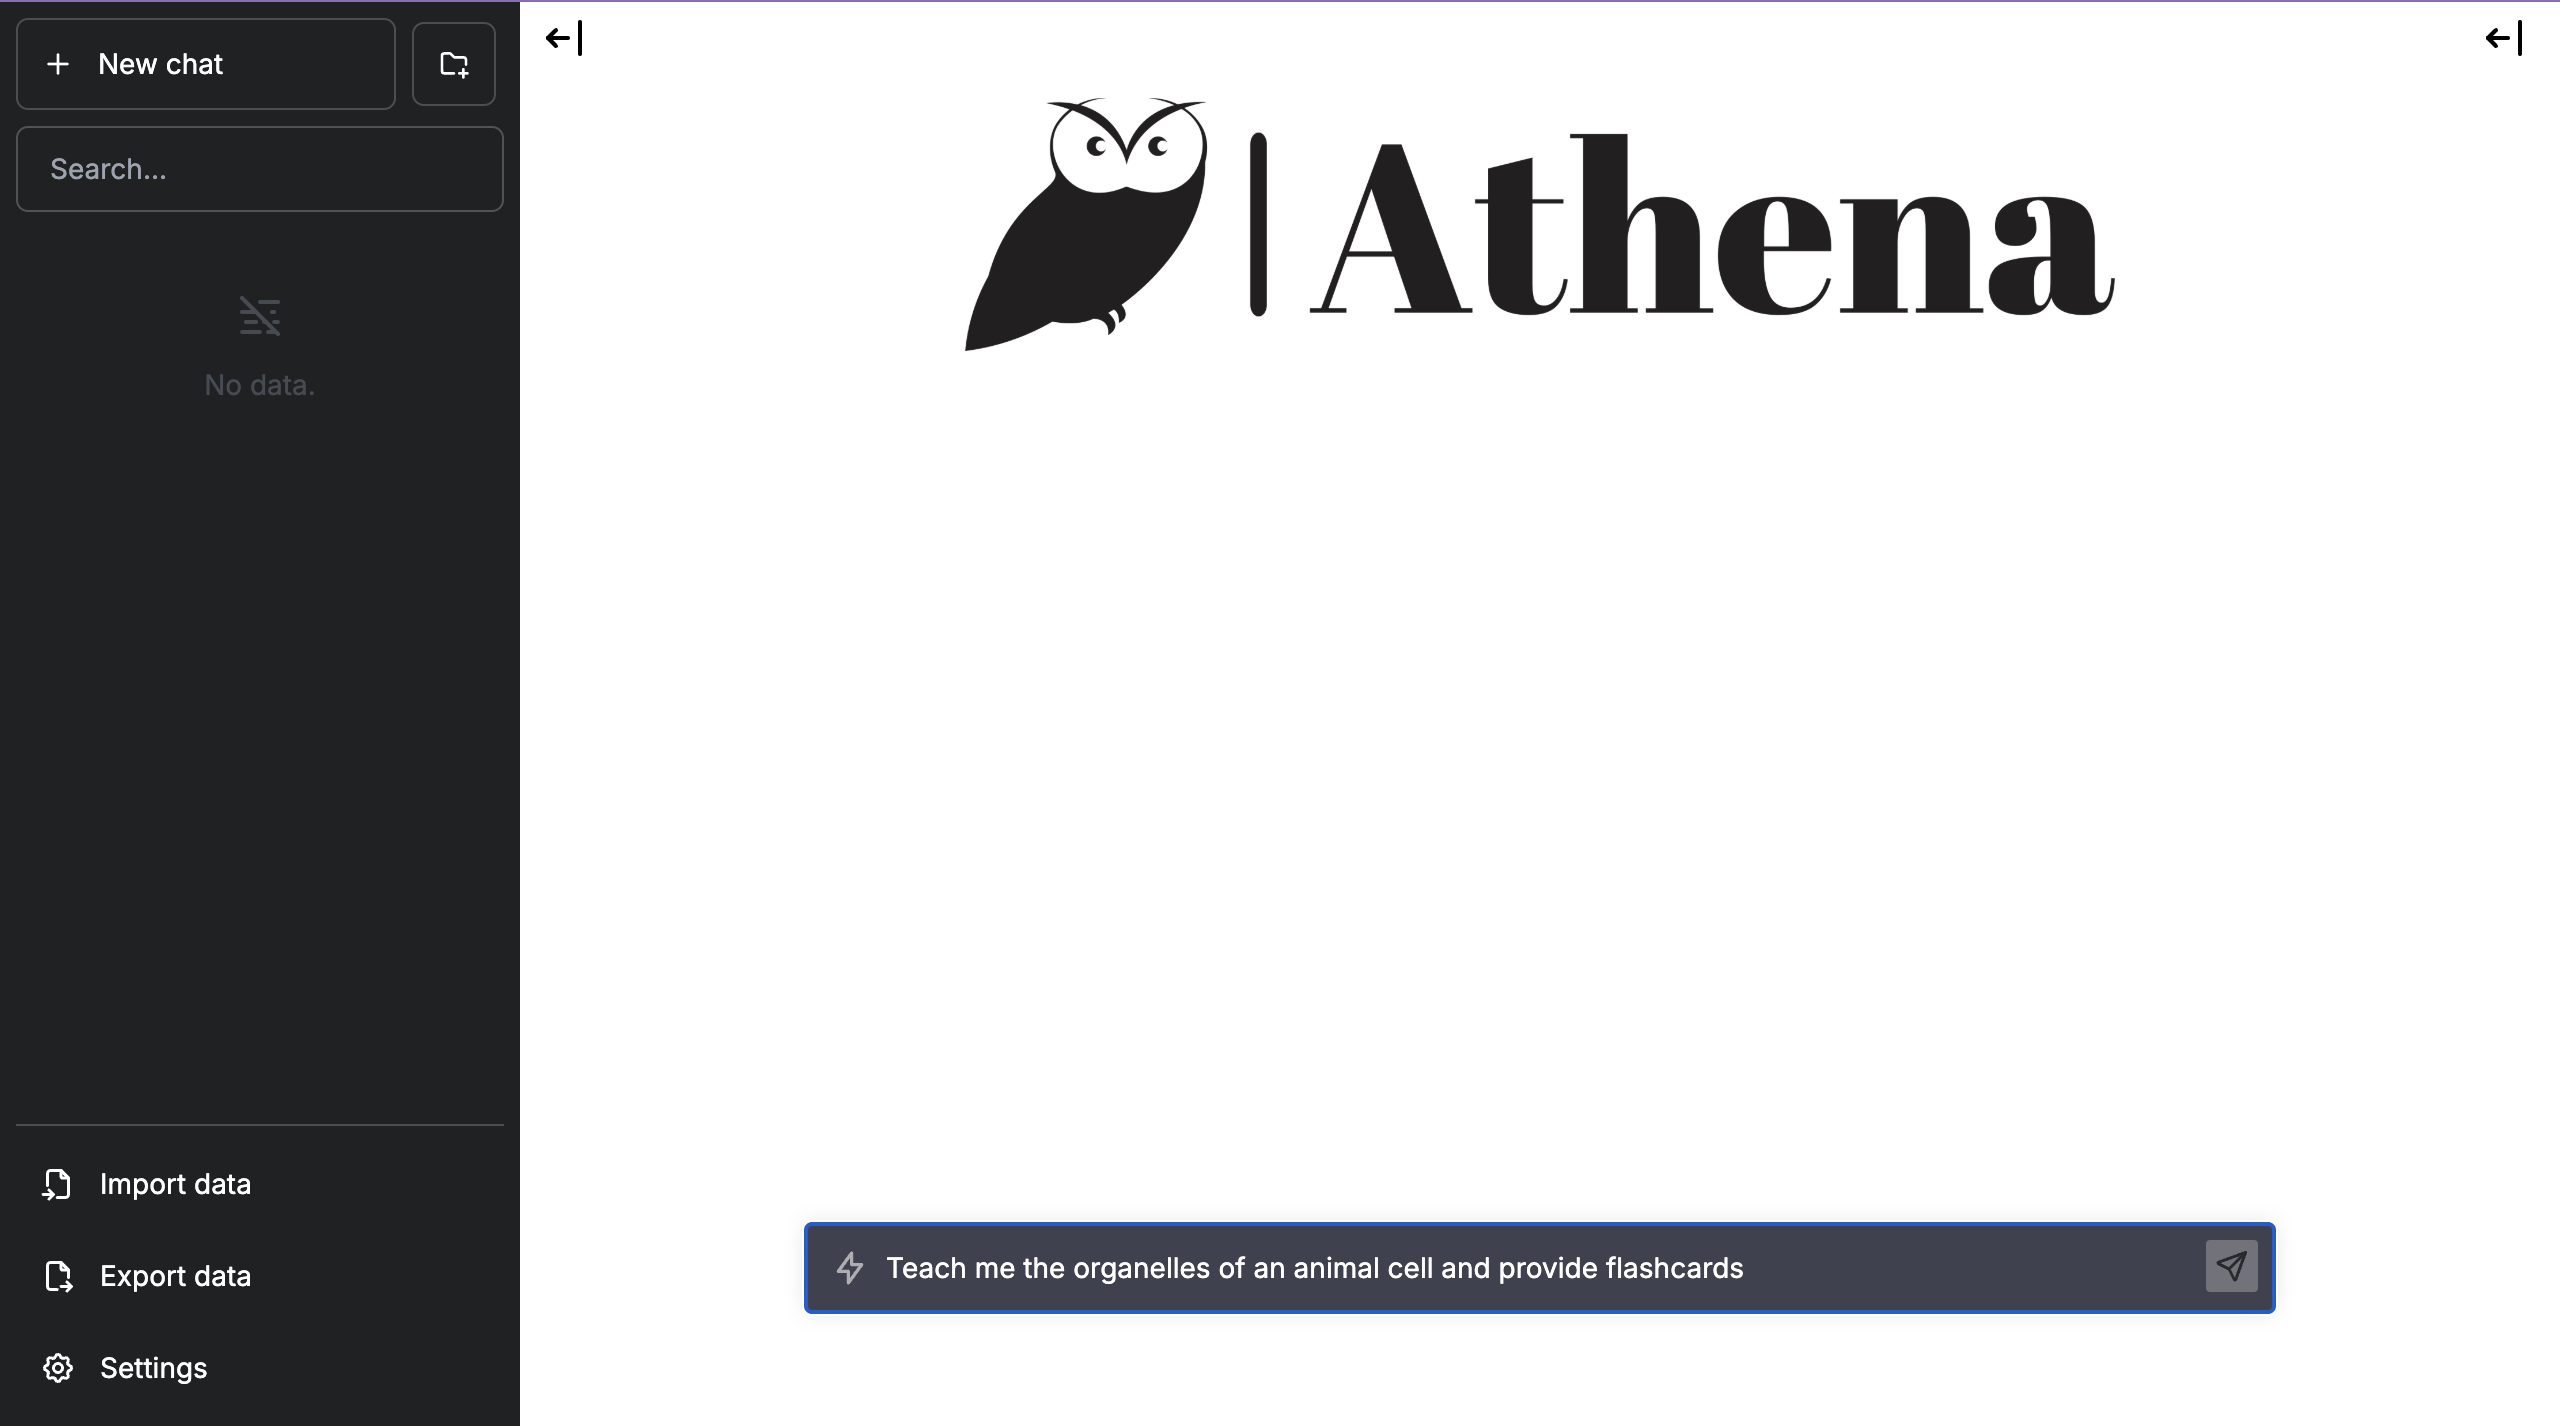 New chat
Search...
No data.
Import data
Export data
Settings
Athena
Teach me the organelles of an animal cell and provide flashcards